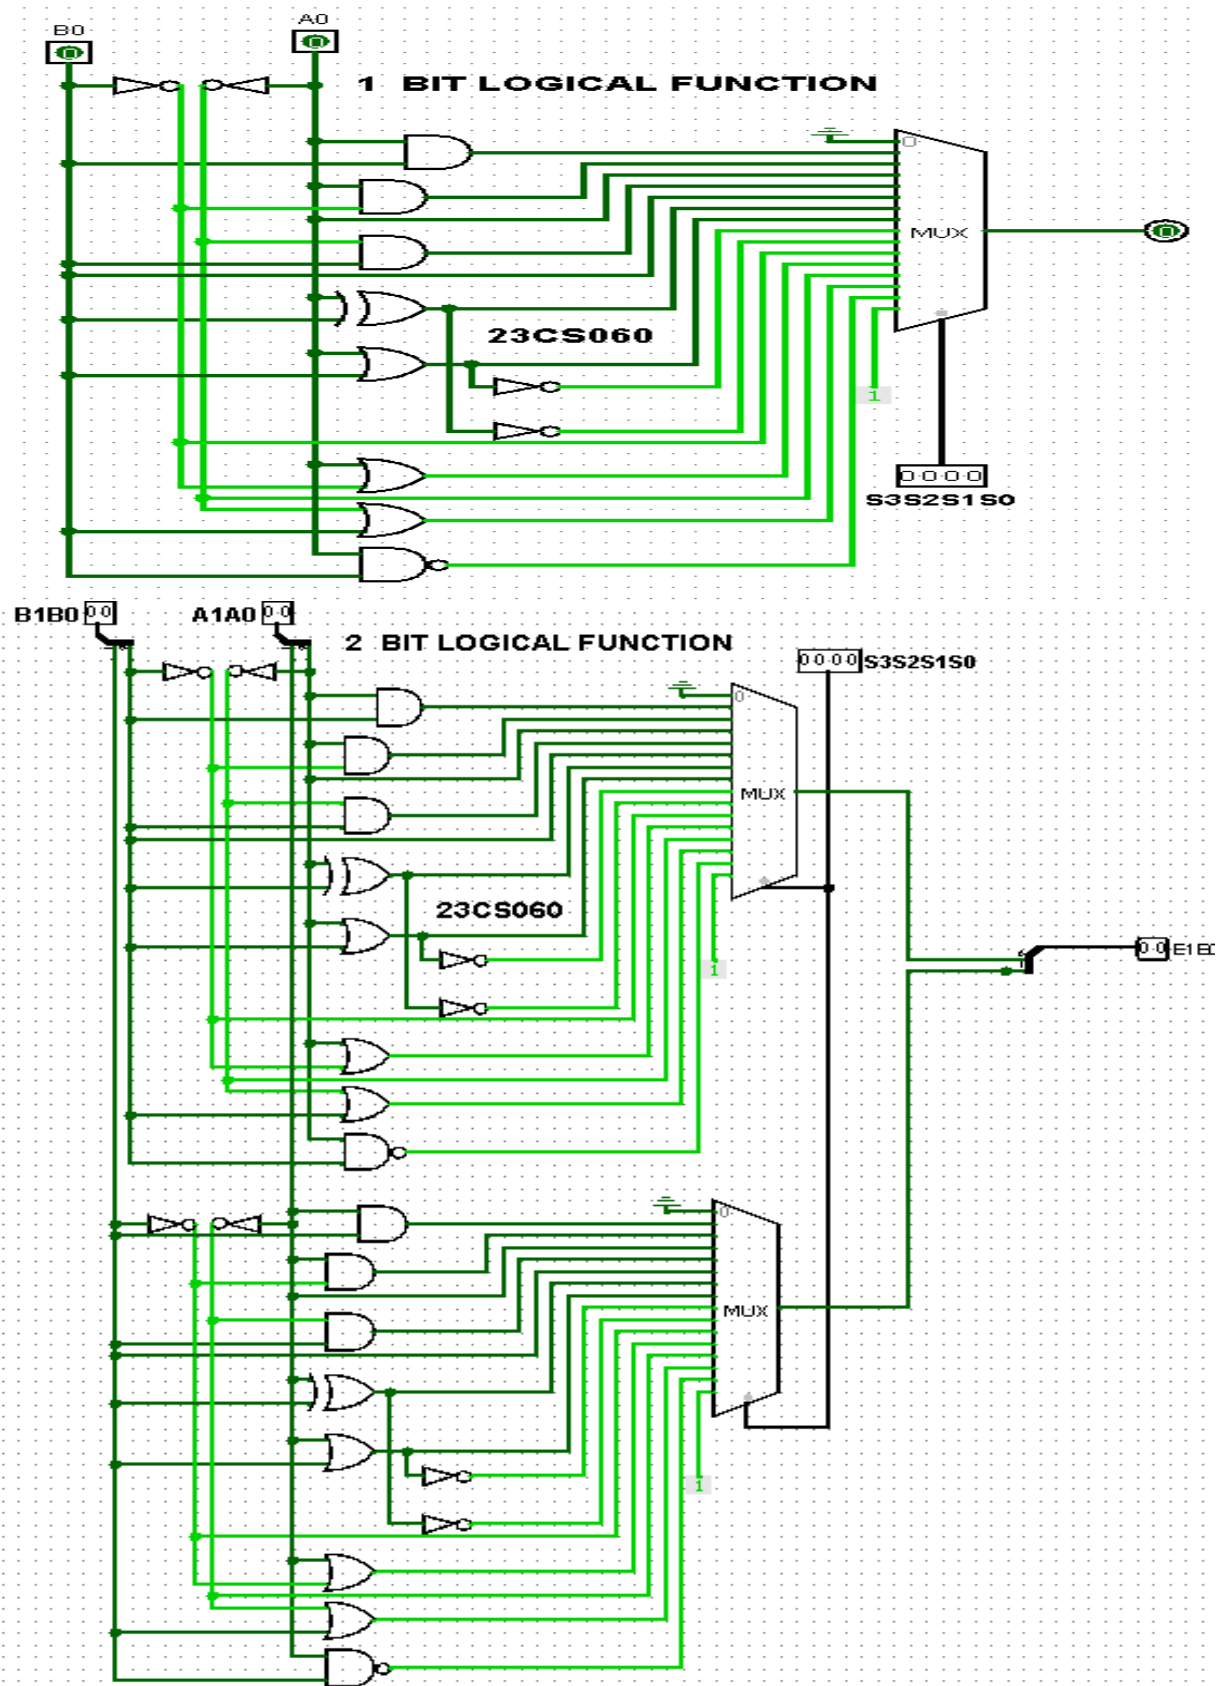 B0
A0
1 BIT LOGICAL FUNCTION
0
MUX
23CS060
1
0 0 0 0
S3S2S1S0
B1B0 0 0
A1A0 0 0
2 BIT LOGICAL FUNCTION
0 0 0 0 S3S2S1S0
0
MUX
23CS060
0 0 E1E0
1
0
MUX
1